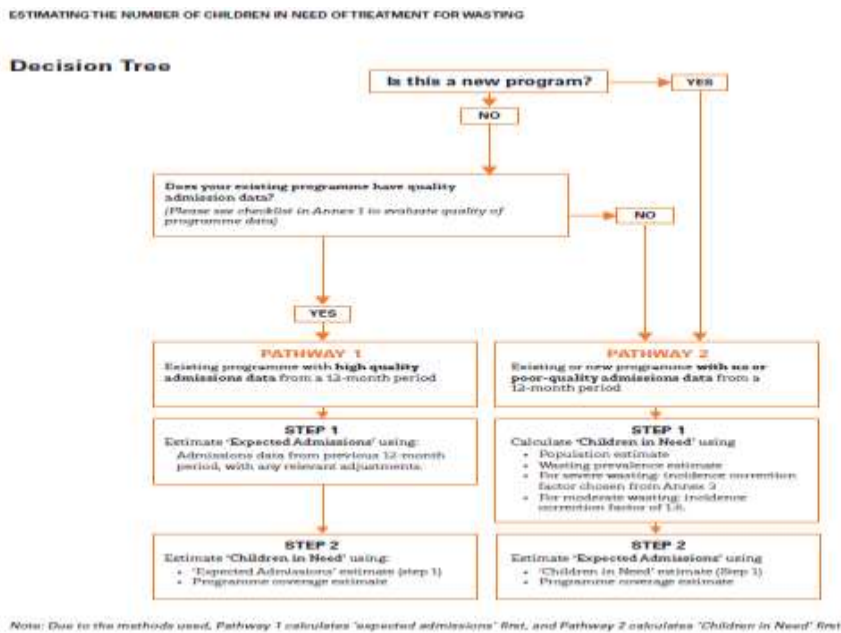 ESTIMATING THE NUMBER OF CHILDREN IN NEED OF TREATMENT FOR WASTING
Decision Tree
Is this a new program?
YES
NO
Does your existing programme have quality
admission data?
(Please see checklist in Annex 1 to evaluate quality of
programme data)
NO
YES
PATHWAY 1
Existing programme with high quality
admissions data from a 12-month period
PATHWAY 2
Existing or new programme with no or
poor-quality admissions data from a
12-month period
STEP 1
Estimate 'Expected Admissions' using:
Admissions data from previous 12-month
period, with any relevant adjustments.
STEP 1
Calculate 'Children in Need' using
• Population estimate
• Wasting prevalence estimate
• For severe wasting: incidence correction
factor chosen from Annex 3
• For moderate wasting: incidence
correction factor of 1.6.
STEP 2
Estimate 'Children in Need' using:
• 'Expected Admissions' estimate (step 1)
• Programme coverage estimate
STEP 2
Estimate 'Expected Admissions' using
• 'Children in Need' estimate (Step 1)
• Programme coverage estimate
Note: Due to the methods used, Pathway 1 calculates 'expected admissions' first, and Pathway 2 calculates 'Children in Need' first